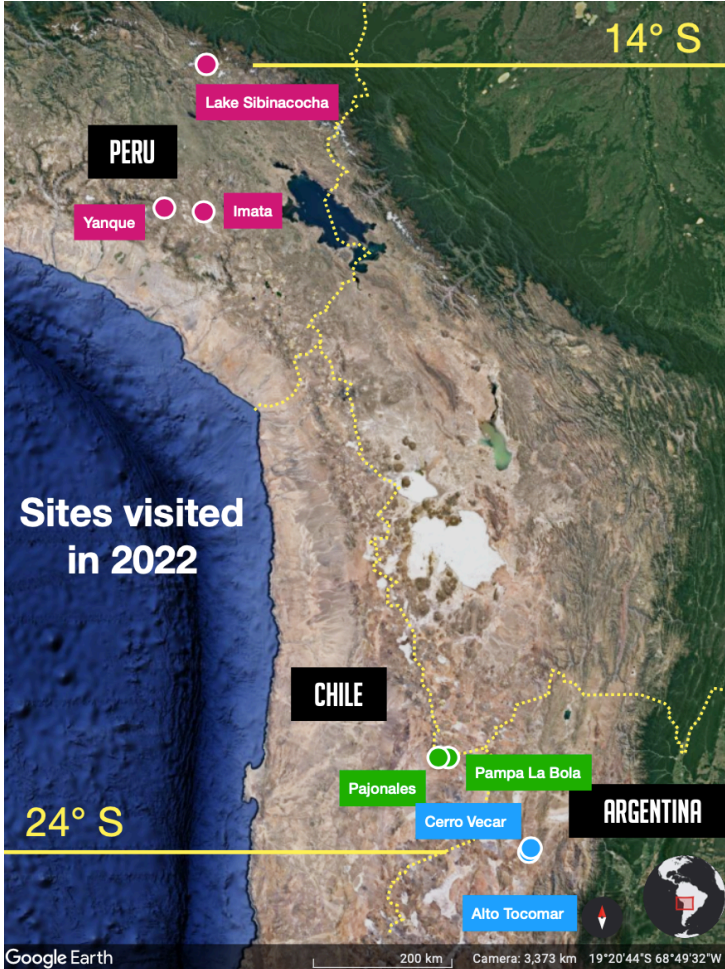 14° S
Lake Sibinacocha
PERU
Yanque
Imata
Sites visited
in 2022
CHILE
Pajonales
Pampa La Bola
24° S
Cerro Vecar
ARGENTINA
Alto Tocomar
Google Earth
200 km
Camera: 3,373 km 19°20'44"S 68°49'32"W